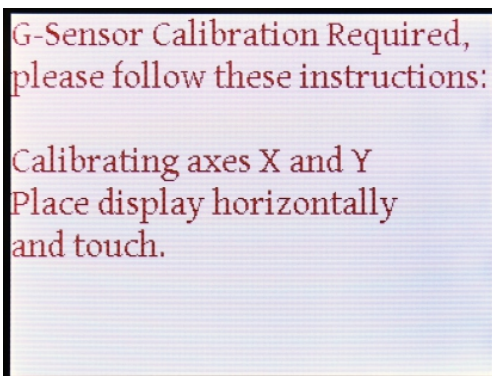 G-Sensor Calibration Required,
please follow these instructions:
Calibrating axes X and Y
Place display horizontally
and touch.